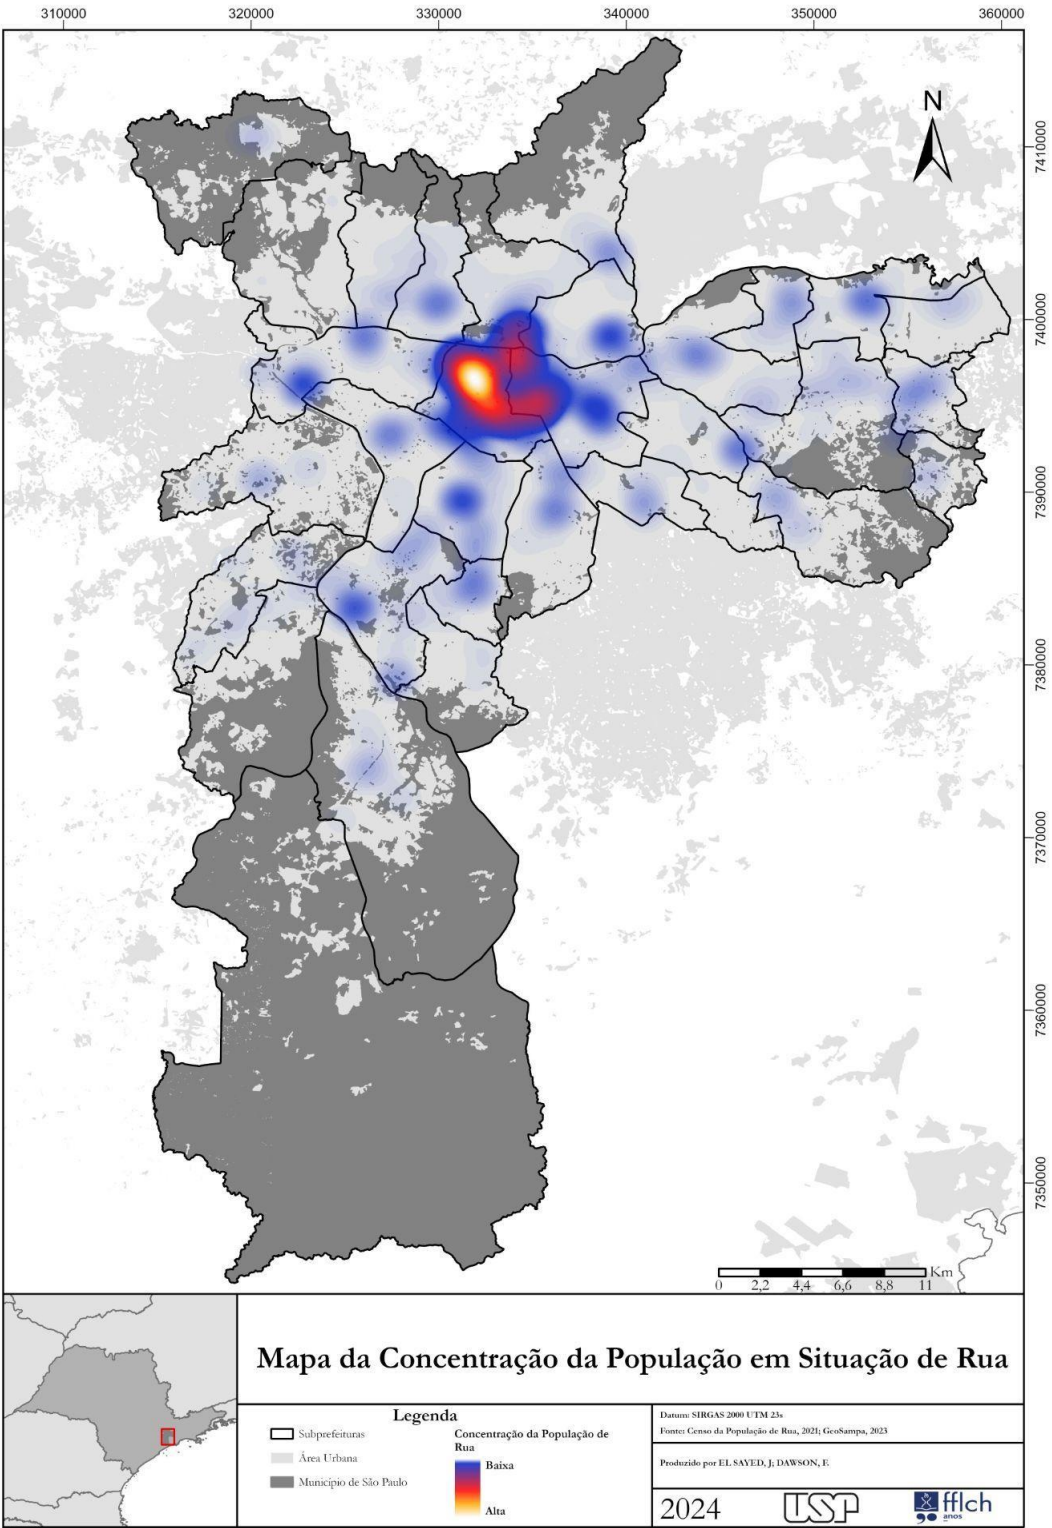 310000 320000 330000 340000 350000 360000
N
7410000
7400000
7390000
7380000
7370000
7360000
7350000
Km
0 2,2 4,4 6,6 8,8 11
Mapa da Concentração da População em Situação de Rua
Legenda
Subprefeituras
Área Urbana
Município de São Paulo
Concentração da População de
Rua
Baixa
Alta
Datum: SIRGAS 2000 UTM 23s
Fonte: Censo da População de Rua, 2021; GeoSampa, 2023
Produzido por EL SAYED, J; DAWSON, F.
2024
USP
fflch
90 anos